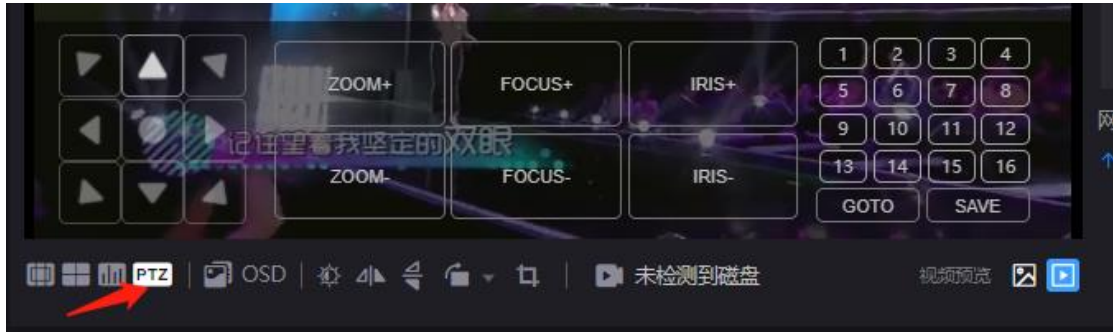 ZOOM+ FOCUS+ IRIS+
1 2 3 4
5 6 7 8
9 10 11 12
记住望着我坚定的双眼
13 14 15 16
ZOOM- FOCUS- IRIS-
GOTO SAVE
PTZ OSD 未检测到磁盘 视频预览